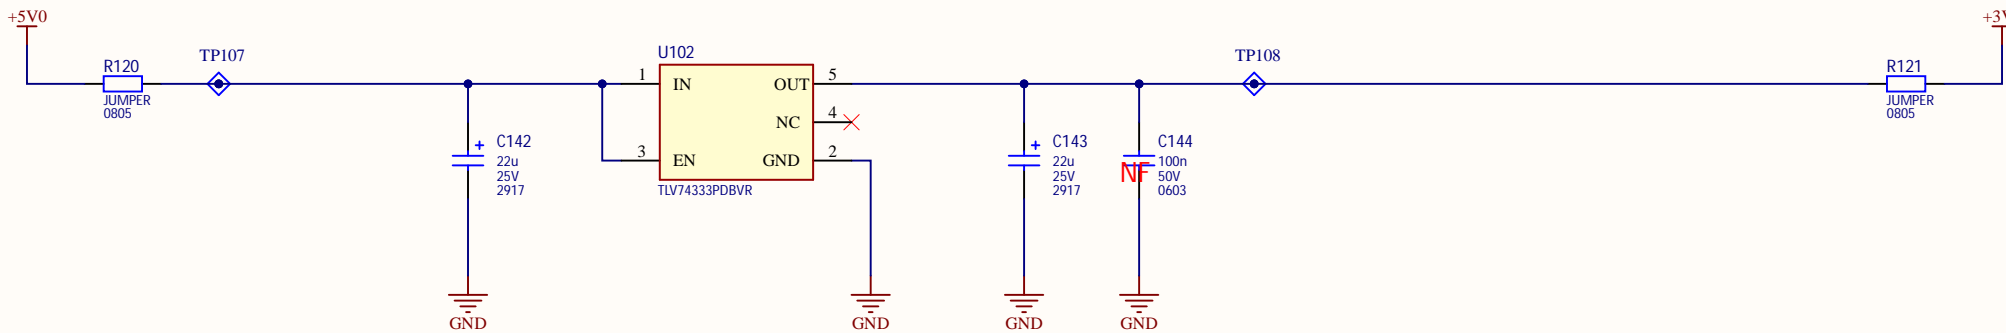 +5V0
+3V
R120
JUMPER
0805
TP107
C142
+
22u
25V
2917
U102
1 IN
3 EN
OUT 5
NC 4
GND 2
TLV74333PDBVR
C143
+
22u
25V
2917
C144
100n
50V
0603
NF
TP108
R121
JUMPER
0805
GND
GND
GND
GND